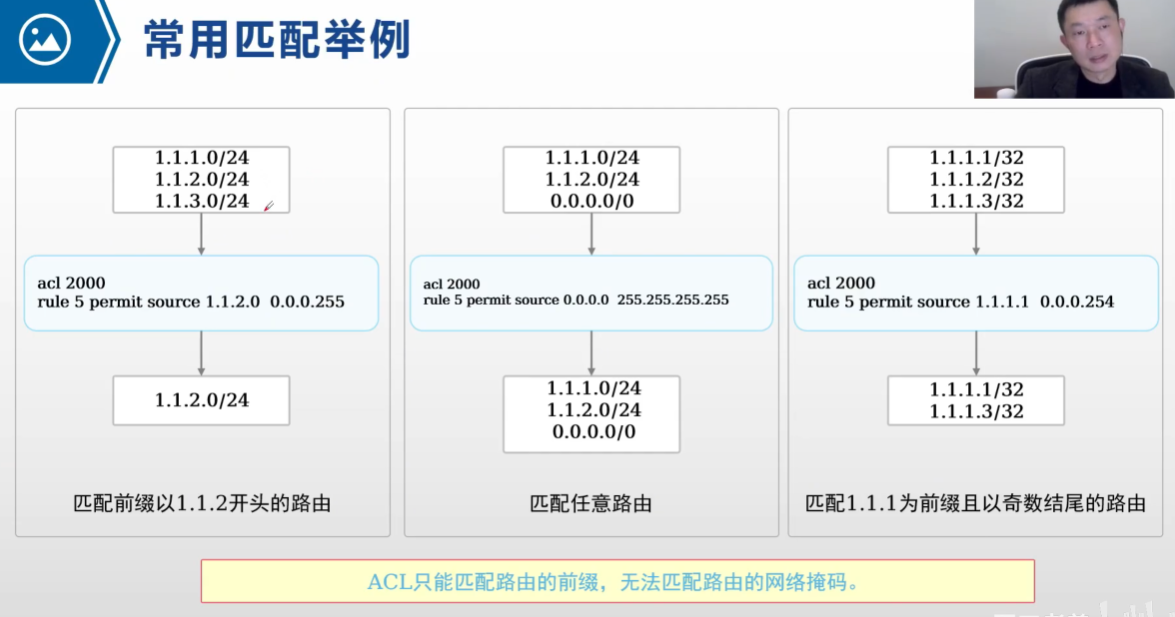 常用匹配举例
1.1.1.0/24
1.1.2.0/24
1.1.3.0/24
acl 2000
rule 5 permit source 1.1.2.0 0.0.0.255
1.1.2.0/24
匹配前缀以1.1.2开头的路由
1.1.1.0/24
1.1.2.0/24
0.0.0.0/0
acl 2000
rule 5 permit source 0.0.0.0 255.255.255.255
1.1.1.0/24
1.1.2.0/24
0.0.0.0/0
匹配任意路由
1.1.1.1/32
1.1.1.2/32
1.1.1.3/32
acl 2000
rule 5 permit source 1.1.1.1 0.0.0.254
1.1.1.1/32
1.1.1.3/32
匹配1.1.1为前缀且以奇数结尾的路由
ACL只能匹配路由的前缀，无法匹配路由的网络掩码。